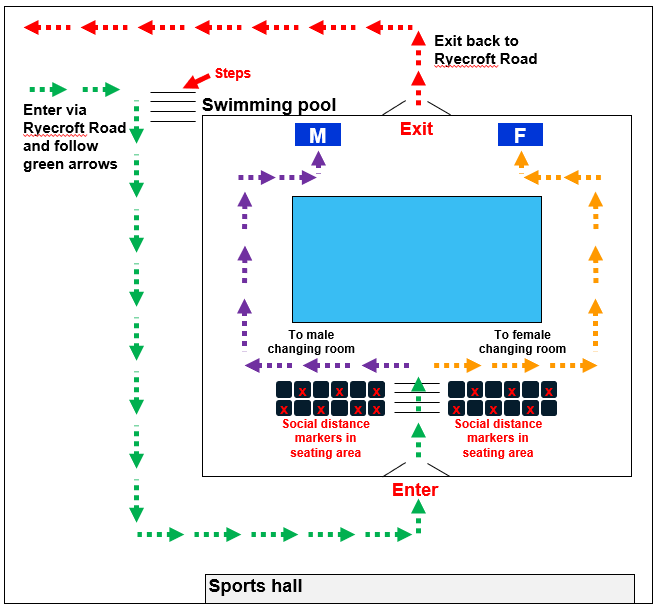 Exit back to
Ryecroft Road
Steps
Enter via
Ryecroft Road
and follow
green arrows
Swimming pool
Exit
M
F
To male
changing room
To female
changing room
x x x
x x x x
x x x
x x x x
Social distance
markers in
seating area
Social distance
markers in
seating area
Enter
Sports hall